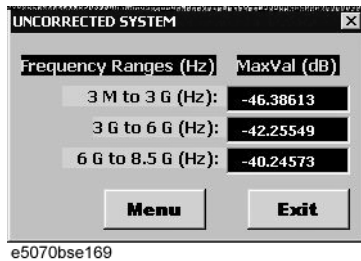 UNCORRECTED SYSTEM
Frequency Ranges (Hz) MaxVal (dB)
3 M to 3 G (Hz): -46.38613
3 G to 6 G (Hz): -42.25549
6 G to 8.5 G (Hz): -40.24573
Menu Exit
e5070bse169